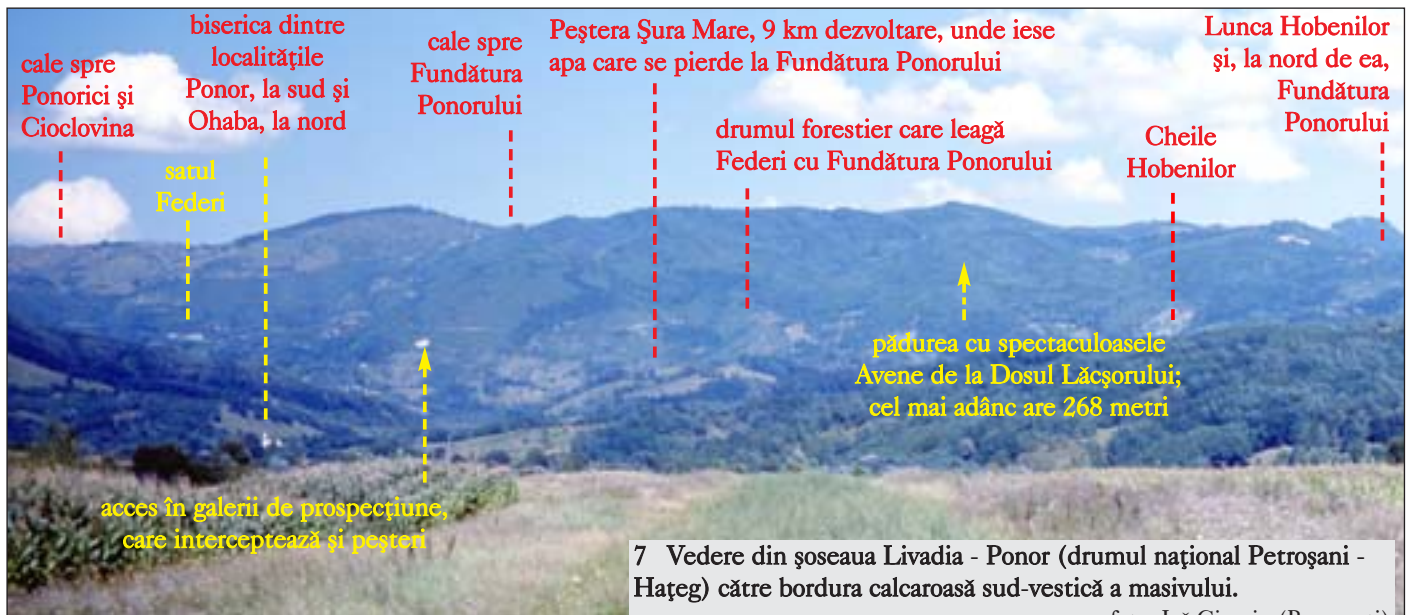 cale spre
Ponorici şi
Cioclovina
biserica dintre
localităţile
Ponor, la sud şi
Ohaba, la nord
satul
Federi
cale spre
Fundătura
Ponorului
Peştera Şura Mare, 9 km dezvoltare, unde iese
apa care se pierde la Fundătura Ponorului
drumul forestier care leagă
Federi cu Fundătura Ponorului
Cheile
Hobenilor
Lunca Hobenilor
şi, la nord de ea,
Fundătura
Ponorului
pădurea cu spectaculoasele
Avene de la Dosul Lăcşorului;
cel mai adânc are 268 metri
acces în galerii de prospecţiune,
care interceptează şi peşteri
7 Vedere din şoseaua Livadia - Ponor (drumul naţional Petroşani -
Haţeg) către bordura calcaroasă sud-vestică a masivului.